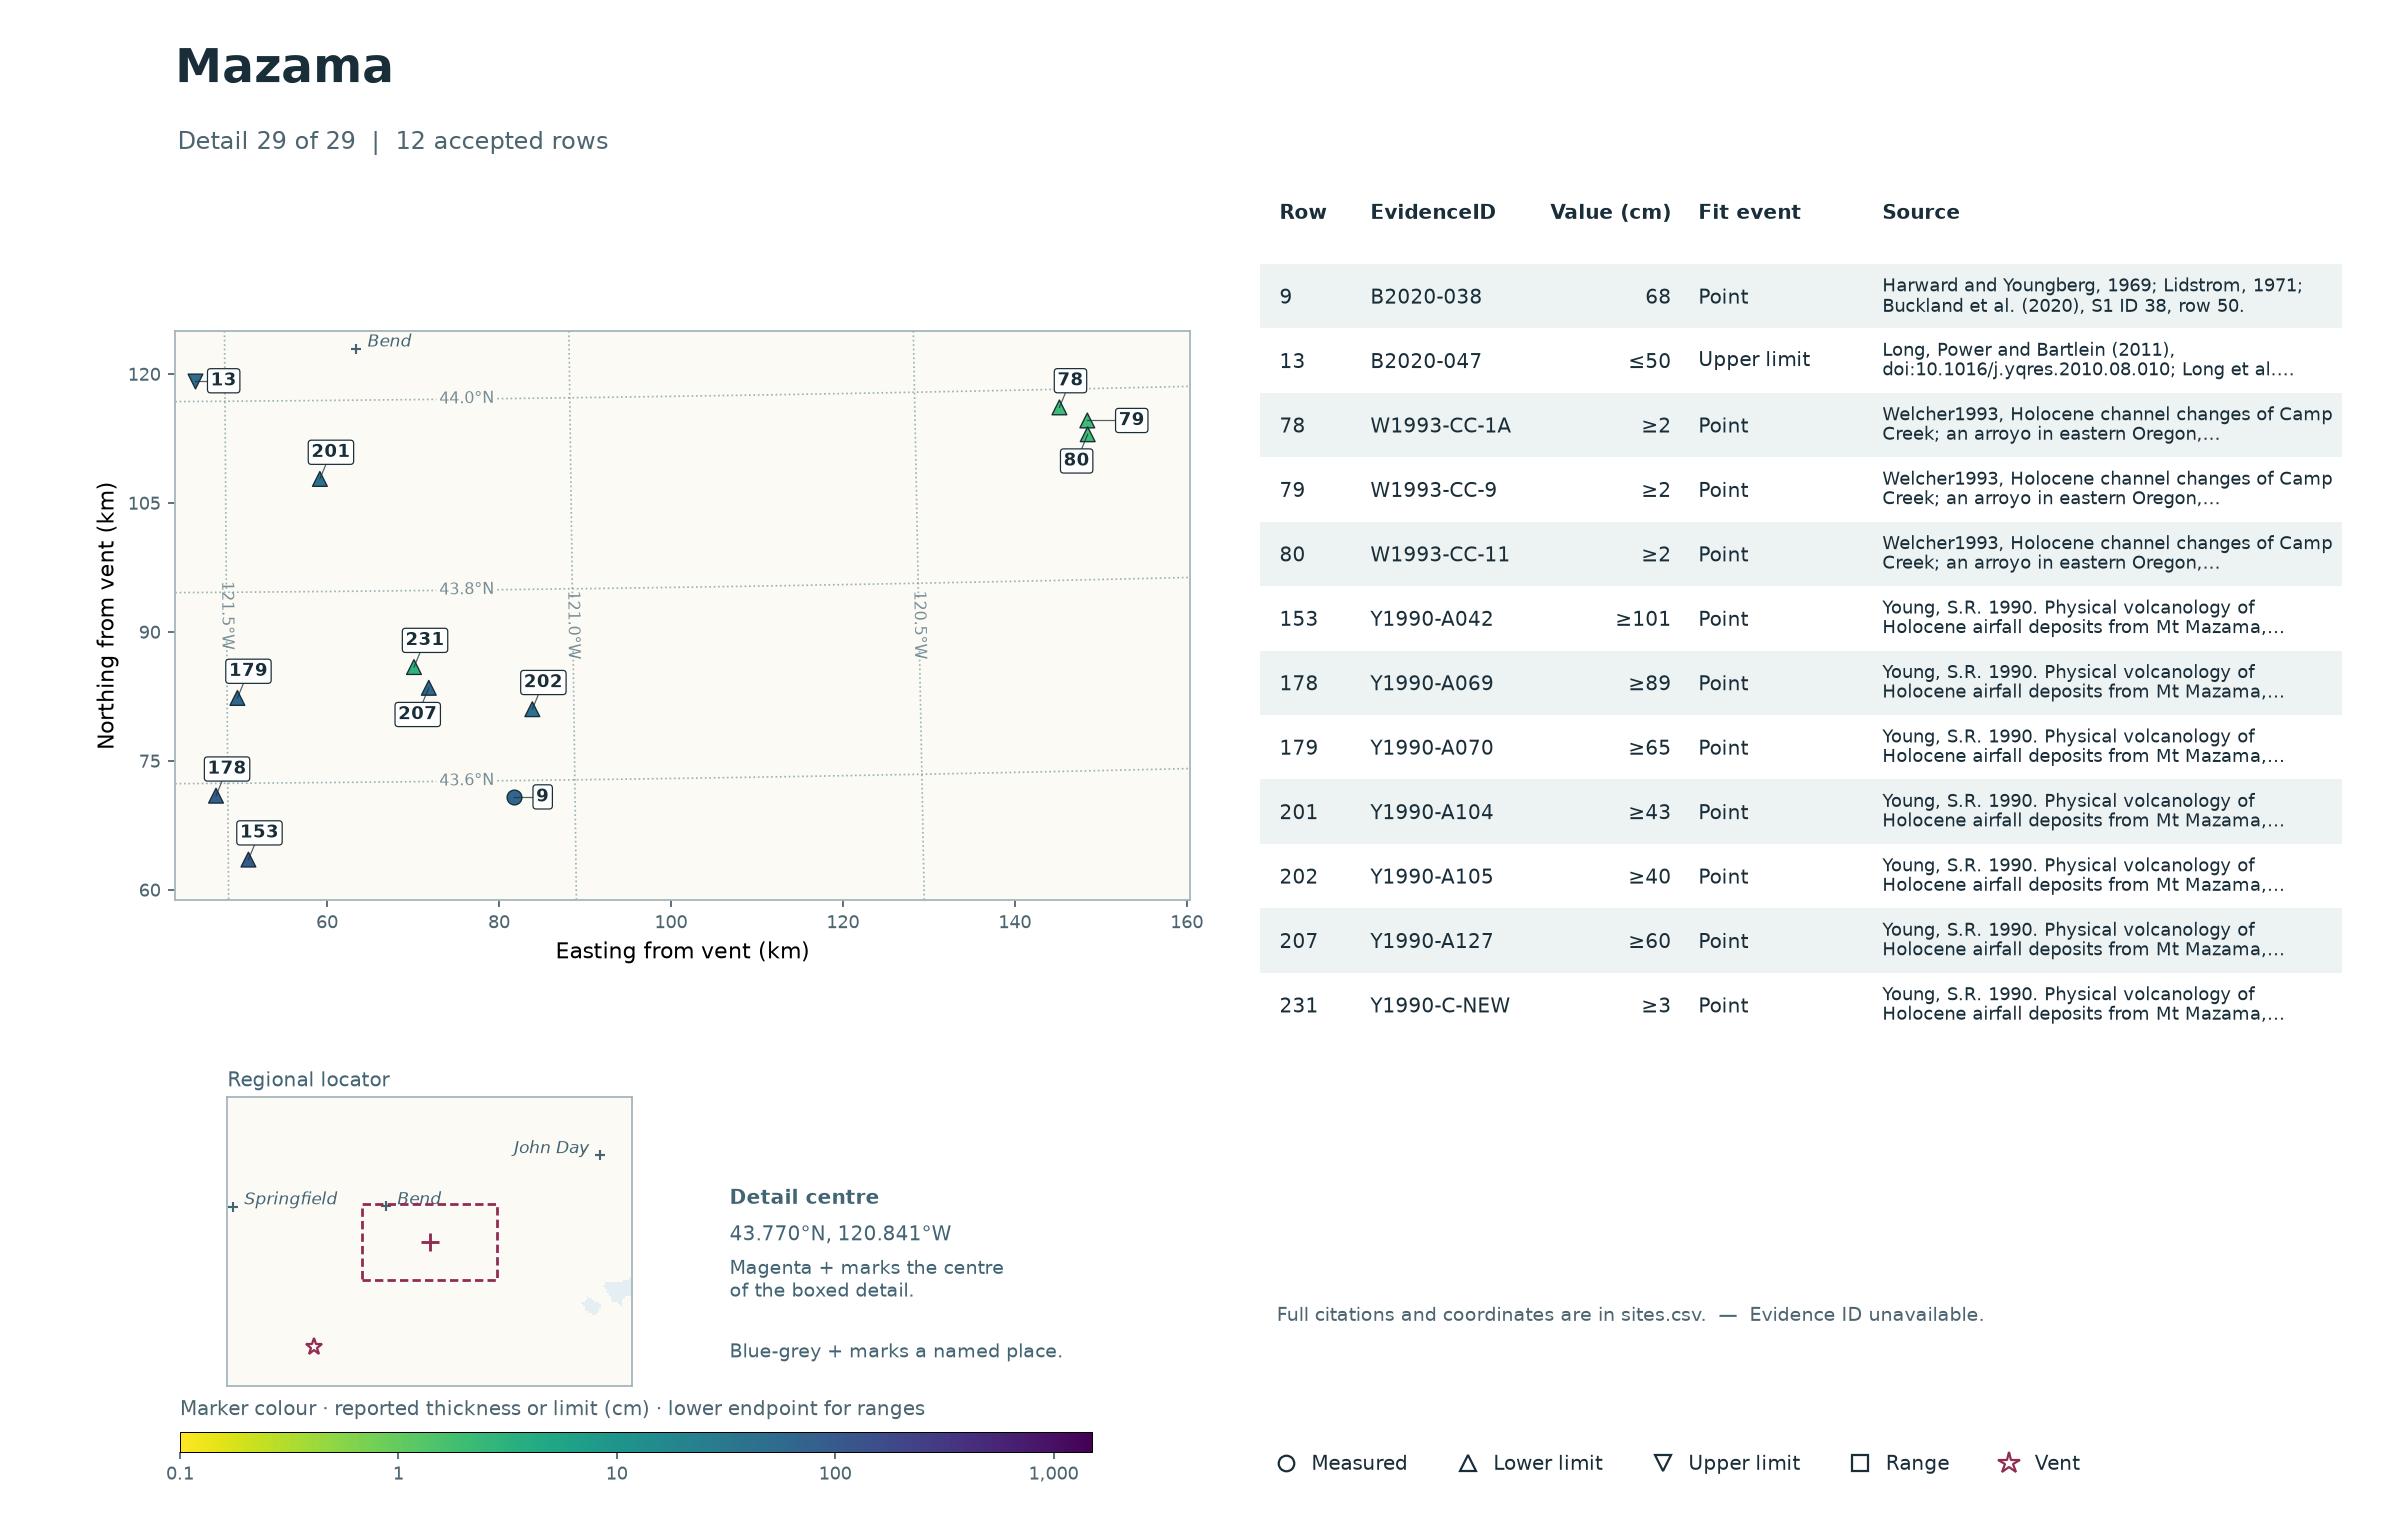 Mazama
Detail 29 of 29 | 12 accepted rows
Row EvidenceID Value (cm) Fit event Source
9 B2020-038 68 Point Harward and Youngberg, 1969; Lidstrom, 1971;
Buckland et al. (2020), S1 ID 38, row 50.
13 B2020-047 ≤50 Upper limit Long, Power and Bartlein (2011),
doi:10.1016/j.yqres.2010.08.010; Long et al.…
78 W1993-CC-1A ≥2 Point Welcher1993, Holocene channel changes of Camp
Creek; an arroyo in eastern Oregon,…
79 W1993-CC-9 ≥2 Point Welcher1993, Holocene channel changes of Camp
Creek; an arroyo in eastern Oregon,…
80 W1993-CC-11 ≥2 Point Welcher1993, Holocene channel changes of Camp
Creek; an arroyo in eastern Oregon,…
153 Y1990-A042 ≥101 Point Young, S.R. 1990. Physical volcanology of
Holocene airfall deposits from Mt Mazama,…
178 Y1990-A069 ≥89 Point Young, S.R. 1990. Physical volcanology of
Holocene airfall deposits from Mt Mazama,…
179 Y1990-A070 ≥65 Point Young, S.R. 1990. Physical volcanology of
Holocene airfall deposits from Mt Mazama,…
201 Y1990-A104 ≥43 Point Young, S.R. 1990. Physical volcanology of
Holocene airfall deposits from Mt Mazama,…
202 Y1990-A105 ≥40 Point Young, S.R. 1990. Physical volcanology of
Holocene airfall deposits from Mt Mazama,…
207 Y1990-A127 ≥60 Point Young, S.R. 1990. Physical volcanology of
Holocene airfall deposits from Mt Mazama,…
231 Y1990-C-NEW ≥3 Point Young, S.R. 1990. Physical volcanology of
Holocene airfall deposits from Mt Mazama,…
Bend
13
78
79
80
201
231
179
207
202
178
9
153
44.0°N
43.8°N
43.6°N
121.5°W
121.0°W
120.5°W
120
105
90
75
60
Northing from vent (km)
60 80 100 120 140 160
Easting from vent (km)
Regional locator
John Day
Springfield
Bend
Detail centre
43.770°N, 120.841°W
Magenta + marks the centre
of the boxed detail.
Blue-grey + marks a named place.
Full citations and coordinates are in sites.csv. — Evidence ID unavailable.
Marker colour · reported thickness or limit (cm) · lower endpoint for ranges
0.1 1 10 100 1,000
Measured Lower limit Upper limit Range Vent